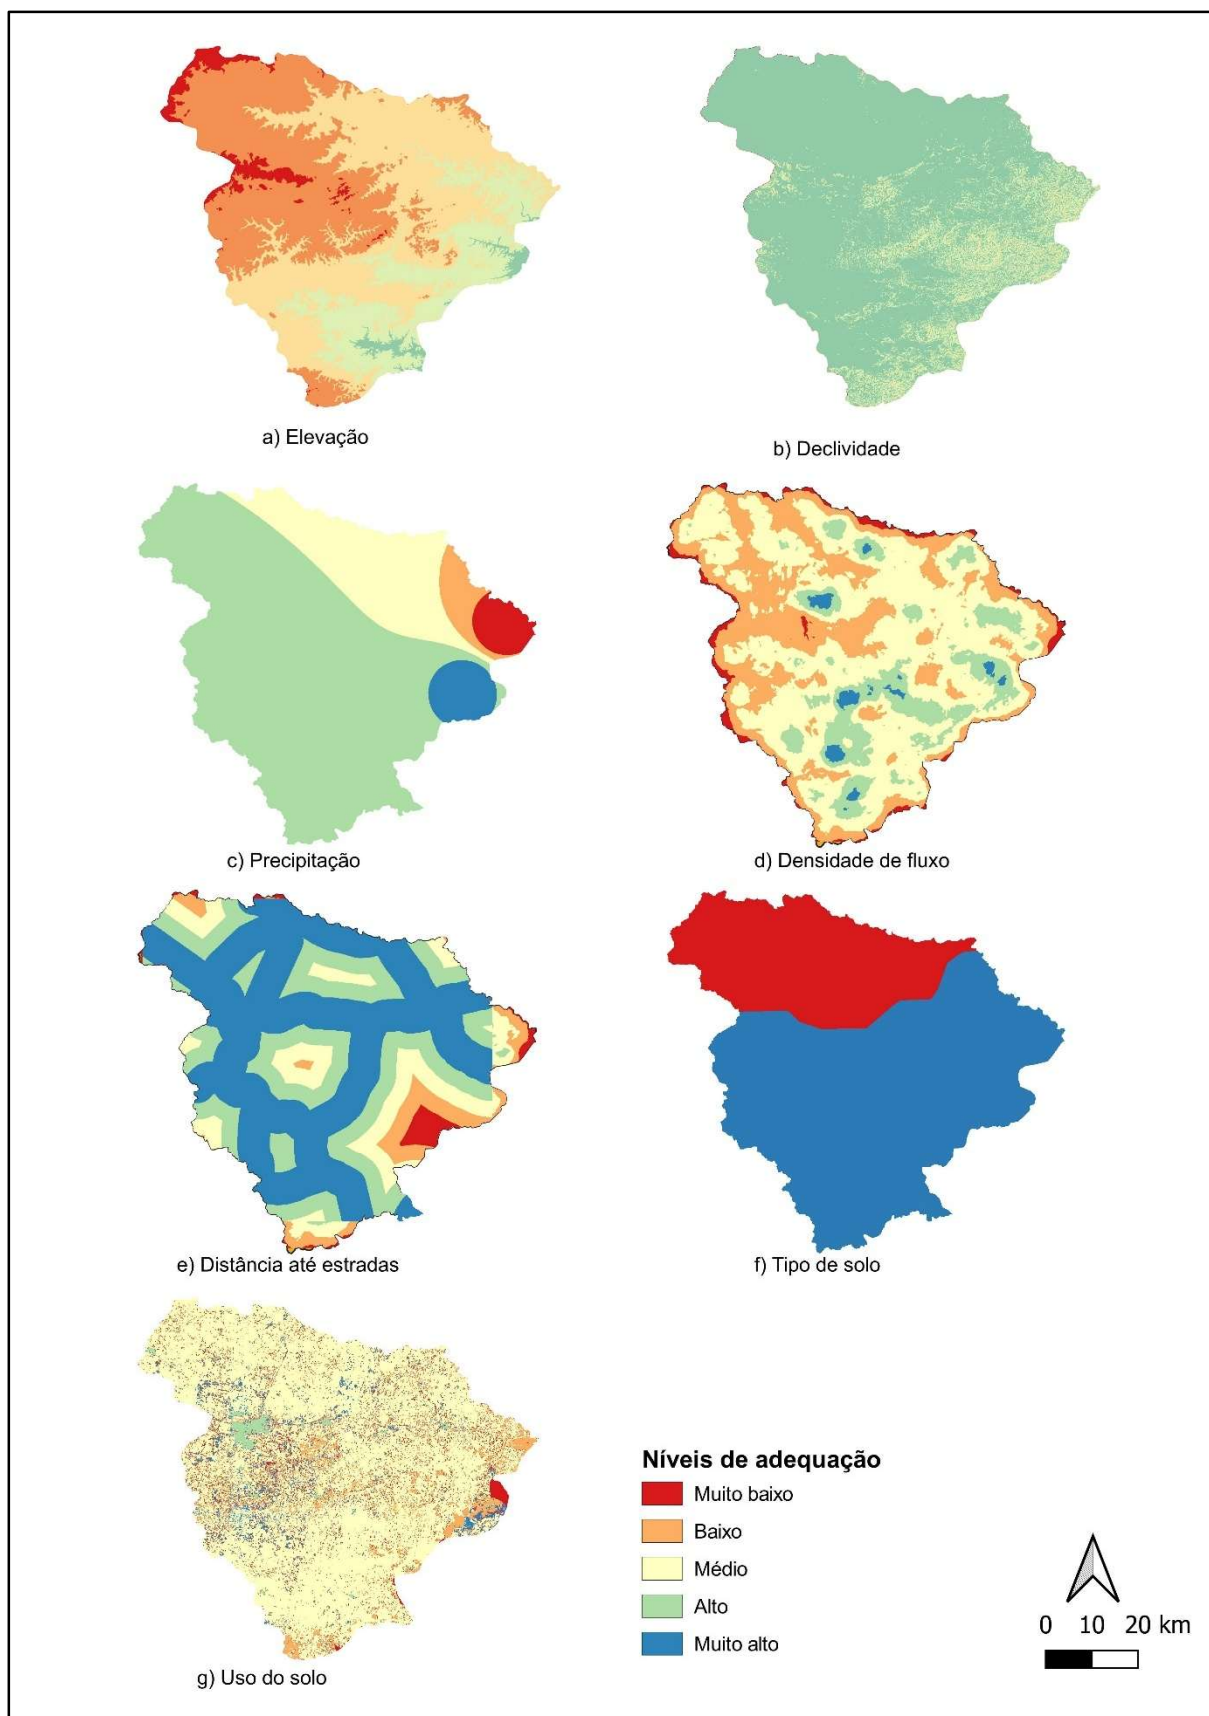 a) Elevação
b) Declividade
c) Precipitação
d) Densidade de fluxo
e) Distância até estradas
f) Tipo de solo
g) Uso do solo
Níveis de adequação
Muito baixo
Baixo
Médio
Alto
Muito alto
0 10 20 km